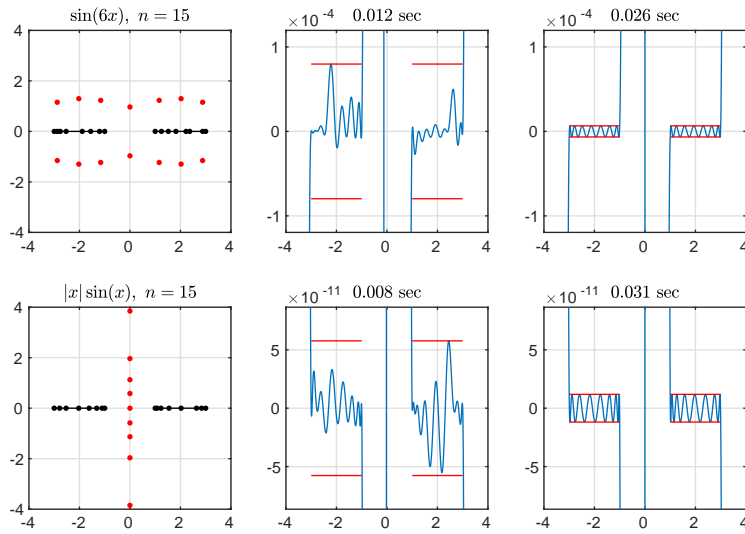 sin(6x), n = 15
4
2
0
-2
-4
-4 -2 0 2 4
×10⁻⁴ 0.012 sec
1
0
-1
-4 -2 0 2 4
×10⁻⁴ 0.026 sec
1
0
-1
-4 -2 0 2 4
|x| sin(x), n = 15
4
2
0
-2
-4
-4 -2 0 2 4
×10⁻¹¹ 0.008 sec
5
0
-5
-4 -2 0 2 4
×10⁻¹¹ 0.031 sec
5
0
-5
-4 -2 0 2 4